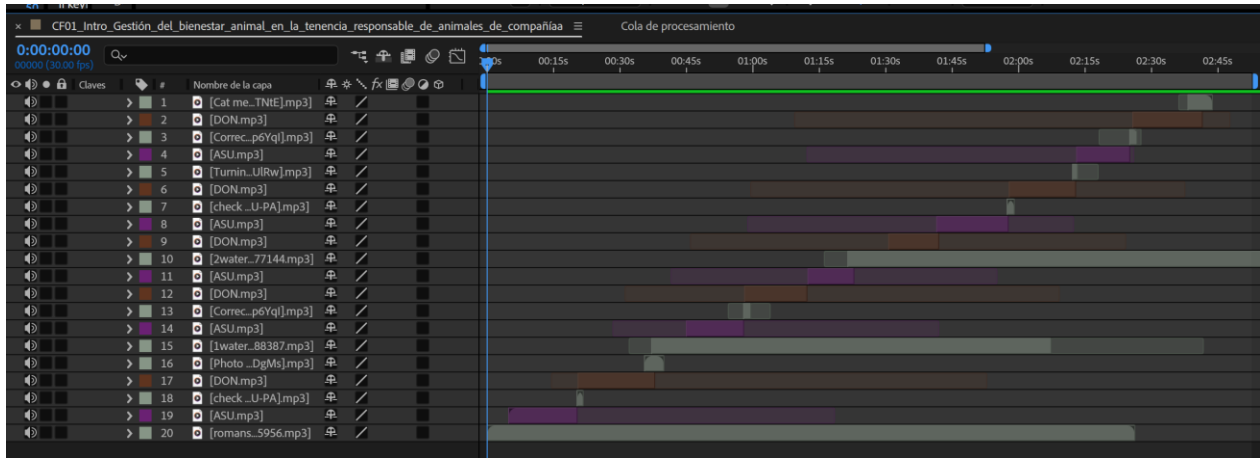 CF01_Intro_Gestión_del_bienestar_animal_en_la_tenencia_responsable_de_animales_de_compañíaa Cola de procesamiento
0:00:00:00
00000 (30.00 fps)
00:15s 00:30s 00:45s 01:00s 01:15s 01:30s 01:45s 02:00s 02:15s 02:30s 02:45s
Claves # Nombre de la capa
1 [Cat me...TNtE].mp3]
2 [DON.mp3]
3 [Correc...p6YqI].mp3]
4 [ASU.mp3]
5 [Turnin...UlRw].mp3]
6 [DON.mp3]
7 [check ...U-PA].mp3]
8 [ASU.mp3]
9 [DON.mp3]
10 [2water...77144.mp3]
11 [ASU.mp3]
12 [DON.mp3]
13 [Correc...p6YqI].mp3]
14 [ASU.mp3]
15 [1water...88387.mp3]
16 [Photo ...DgMs].mp3]
17 [DON.mp3]
18 [check ...U-PA].mp3]
19 [ASU.mp3]
20 [romans...5956.mp3]